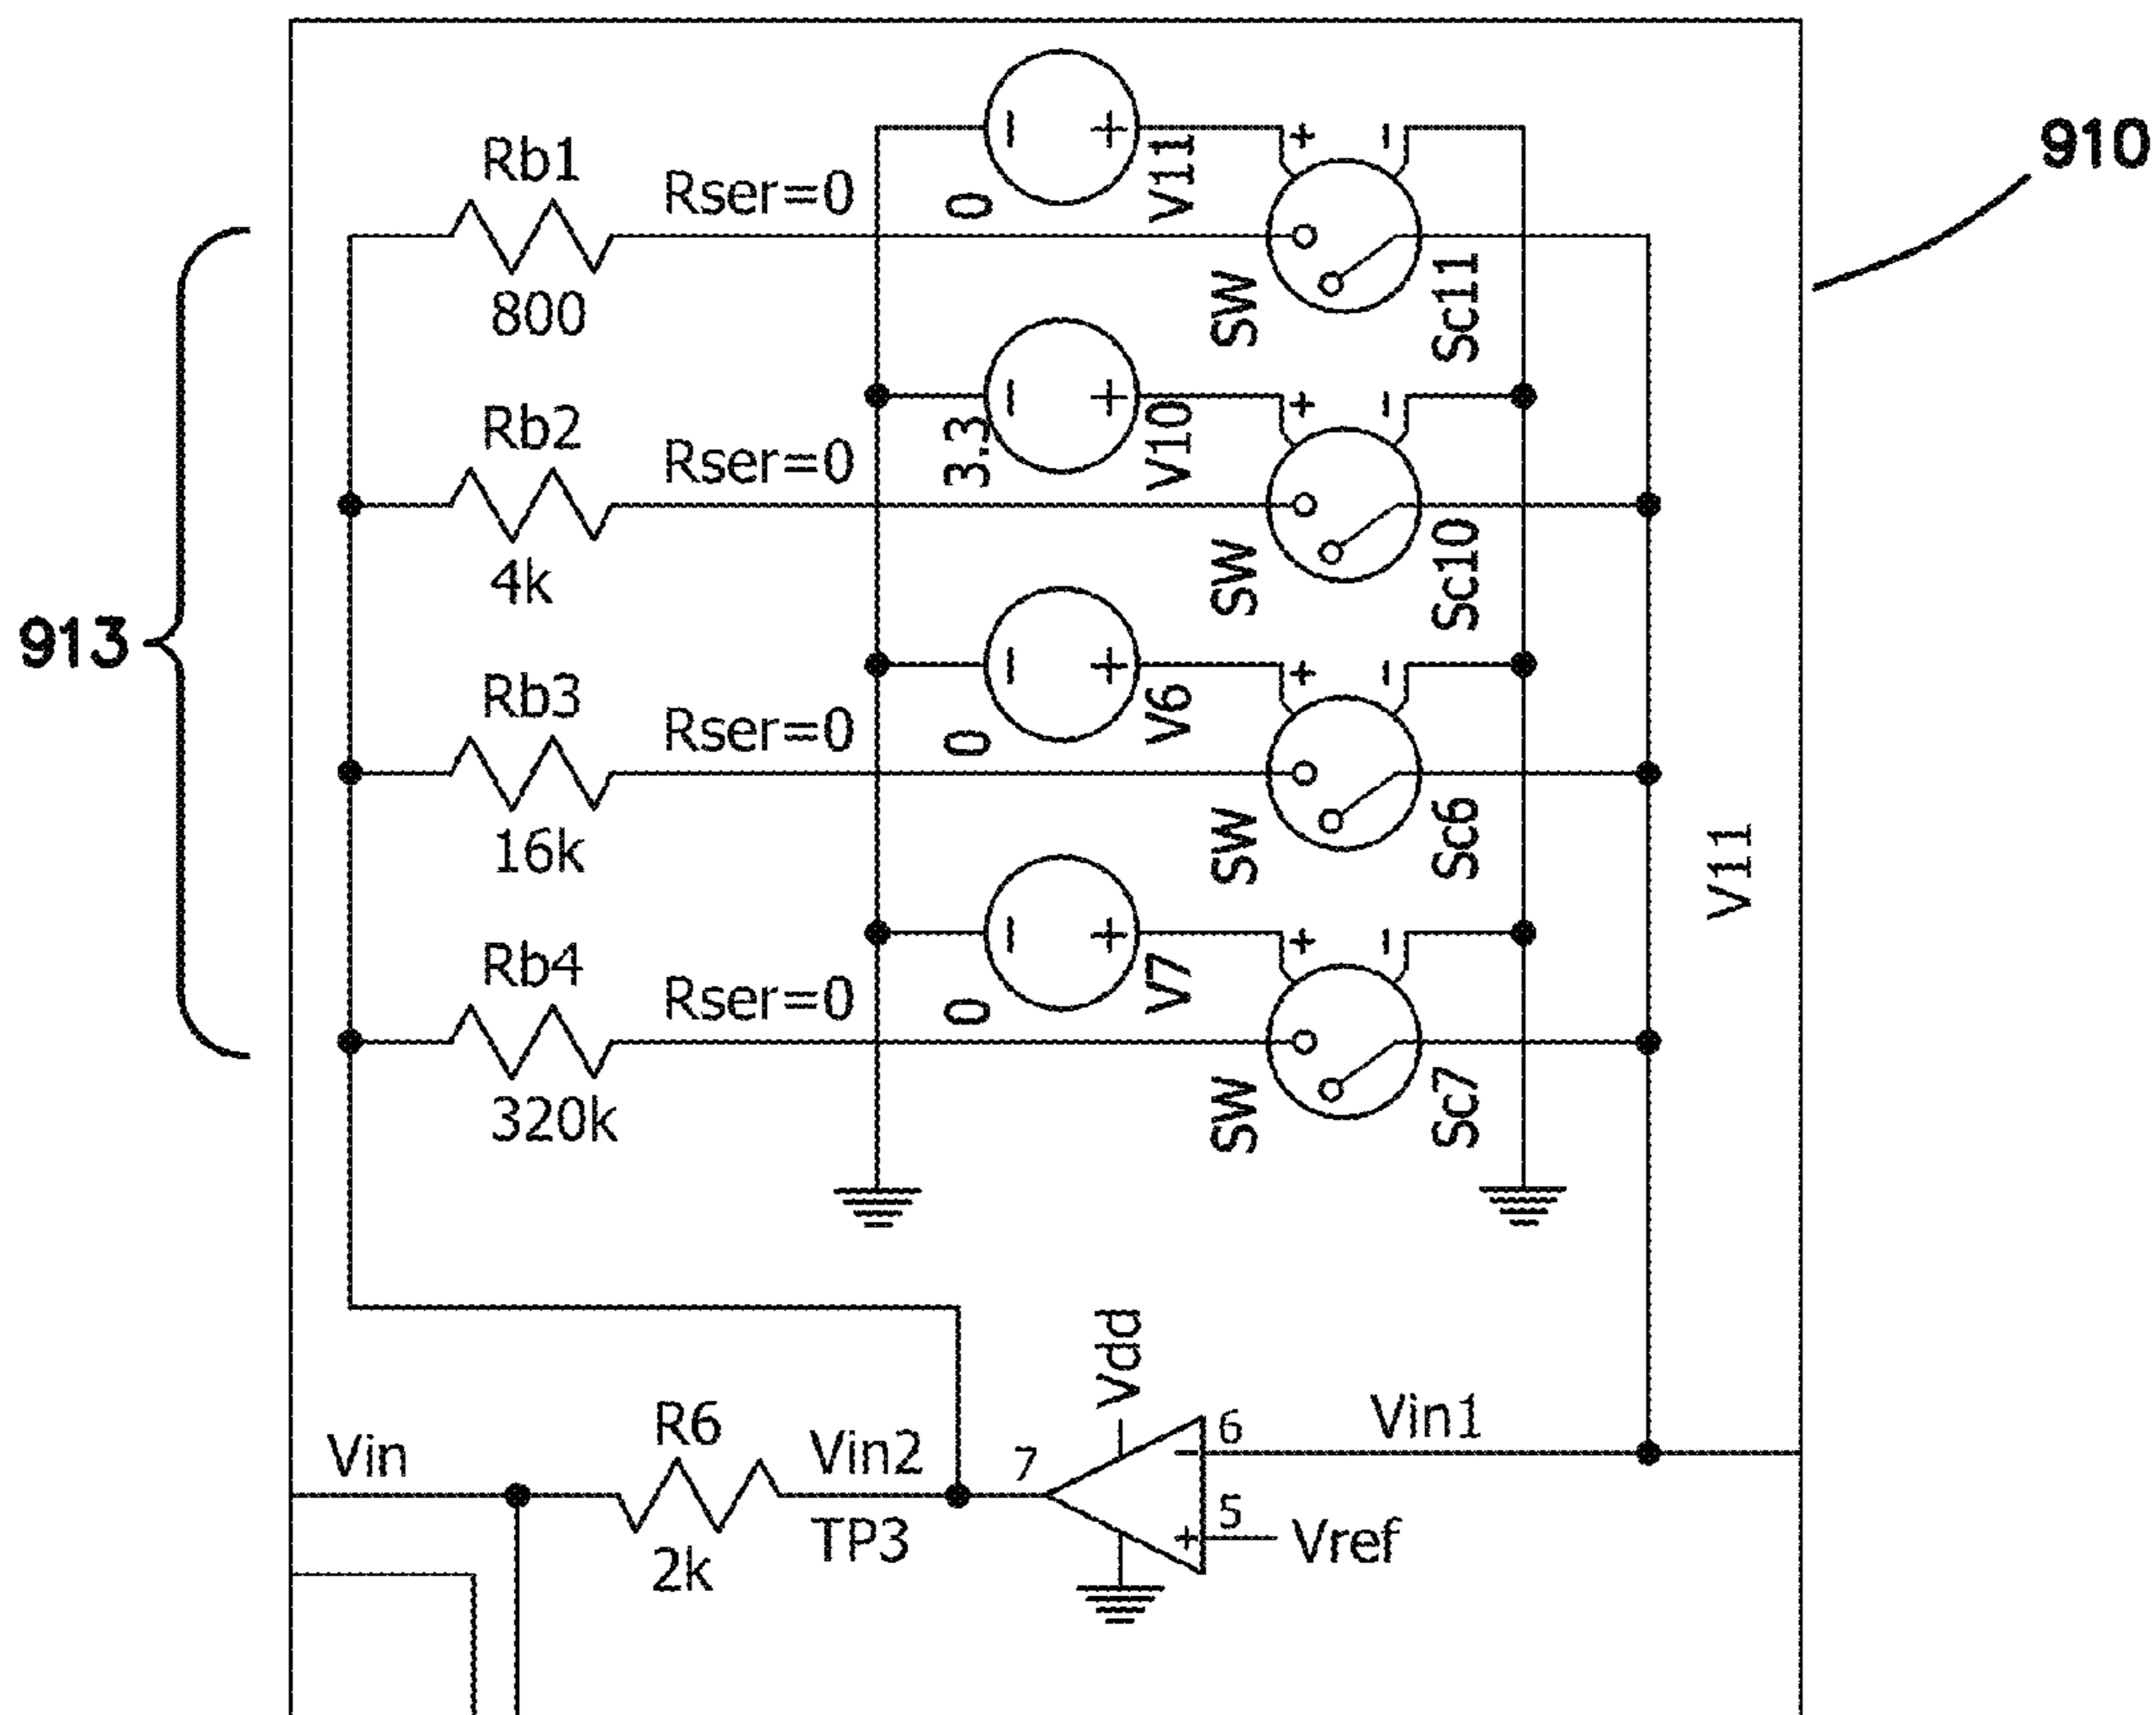 910
913
Rb1
800
Rser=0
0
V11
+ -
SW
Sc11
Rb2
4k
Rser=0
3.3
V10
+ -
SW
Sc10
Rb3
16k
Rser=0
0
V6
+ -
SW
Sc6
Rb4
320k
Rser=0
0
V7
+ -
SW
Sc7
V11
Vin
R6
2k
Vin2
TP3
7
Vdd
6
Vin1
5
Vref